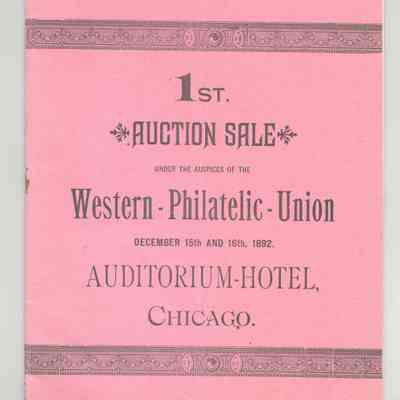 1ST.
AUCTION SALE
UNDER THE AUSPICES OF THE
Western-Philatelic-Union
DECEMBER 15th AND 16th, 1892.
AUDITORIUM-HOTEL,
CHICAGO.